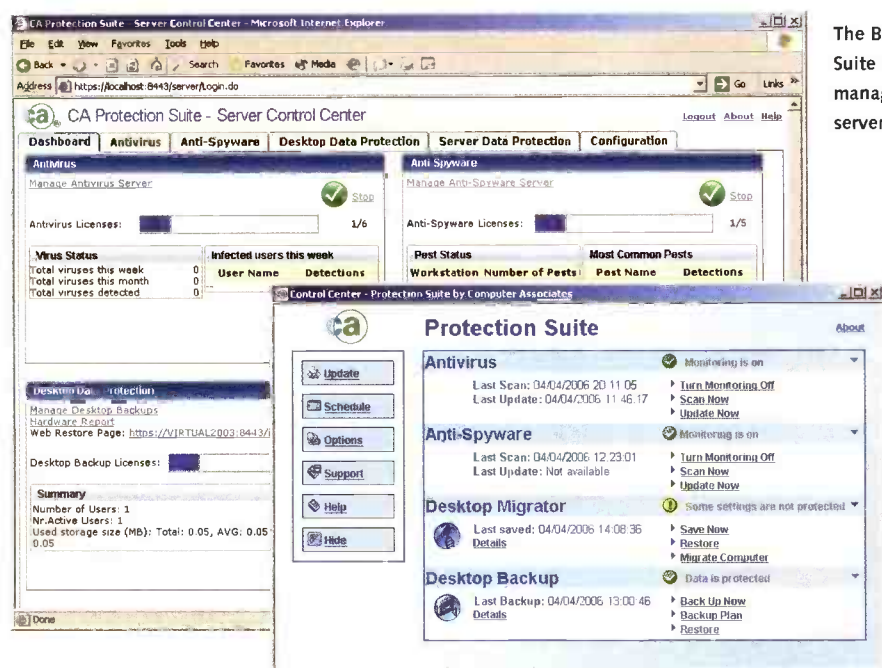 CA Protection Suite - Server Control Center - Microsoft Internet Explorer
File Edit View Favorites Tools Help
Back Search Favorites Media
Address https://localhost:8443/server/Login.do Go Links »
ca CA Protection Suite - Server Control Center
Logout About Help
Dashboard Antivirus Anti-Spyware Desktop Data Protection Server Data Protection Configuration
Antivirus
Manage Antivirus Server
Stop
Antivirus Licenses: 1/6
Virus Status
Total viruses this week 0
Total viruses this month 0
Total viruses detected 0
Infected users this week
User Name Detections
Anti Spyware
Manage Anti-Spyware Server
Stop
Anti-Spyware Licenses: 1/5
Pest Status
Workstation Number of Pests
Most Common Pests
Pest Name Detections
Desktop Data Protection
Manage Desktop Backups
Hardware Report
Web Restore Page: https://VIRTUAL2003:8443/
Desktop Backup Licenses:
Summary
Number of Users: 1
Nr.Active Users: 1
Used storage size (MB): Total: 0.05, AVG: 0.05
0.05
Done
Control Center - Protection Suite by Computer Associates
ca
Protection Suite
About
Update
Schedule
Options
Support
Help
Hide
Antivirus
Monitoring is on
Last Scan: 04/04/2006 20 11 05
Last Update: 04/04/2006 11 46.17
Turn Monitoring Off
Scan Now
Update Now
Anti-Spyware
Monitoring is on
Last Scan: 04/04/2006 12.23:01
Last Update: Not available
Turn Monitoring Off
Scan Now
Update Now
Desktop Migrator
Some settings are not protected
Last saved: 04/04/2006 14:08:36
Details
Save Now
Restore
Migrate Computer
Desktop Backup
Data is protected
Last Backup: 04/04/2006 13:00 46
Details
Back Up Now
Backup Plan
Restore
The B
Suite
manag
server